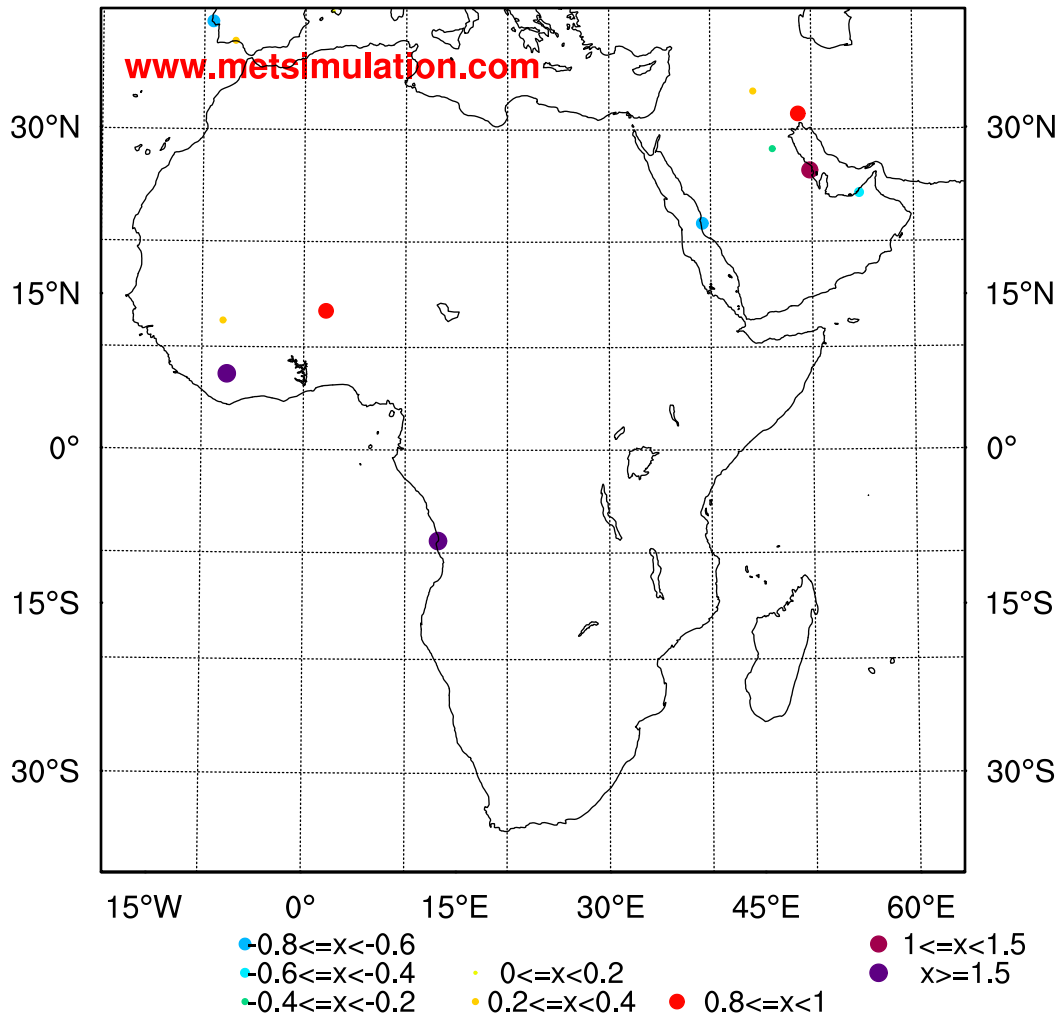 www.metsimulation.com
30°N 30°N
15°N 15°N
0° 0°
15°S 15°S
30°S 30°S
15°W 0° 15°E 30°E 45°E 60°E
-0.8<=x<-0.6 1<=x<1.5
-0.6<=x<-0.4 0<=x<0.2 x>=1.5
-0.4<=x<-0.2 0.2<=x<0.4 0.8<=x<1